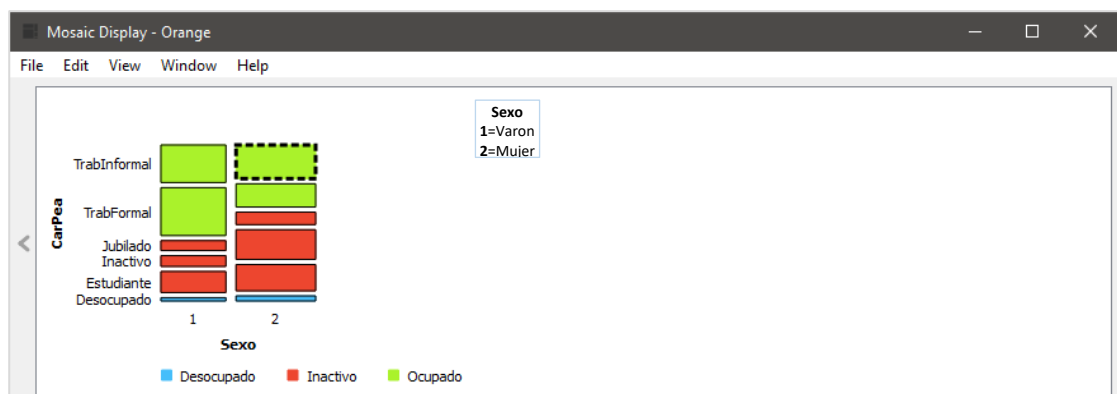 Mosaic Display - Orange
File Edit View Window Help
Sexo
1=Varon
2=Mujer
TrabInformal
TrabFormal
Jubilado
Inactivo
Estudiante
Desocupado
CarPea
1 2
Sexo
Desocupado Inactivo Ocupado